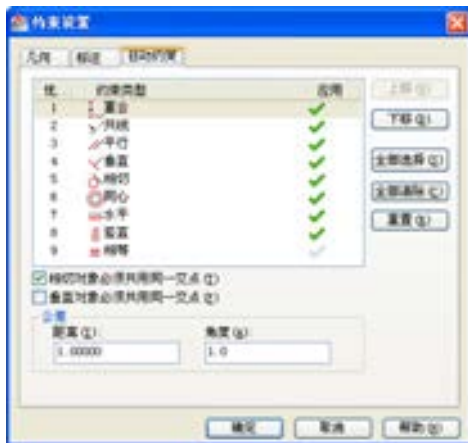 约束设置
几何 标注 自动约束
优. 约束类型 应用
1 重合
2 共线
3 平行
4 垂直
5 相切
6 同心
7 水平
8 竖直
9 相等
上移(U)
下移(D)
全部选择(S)
全部清除(C)
重置(R)
相切对象必须共用同一交点(T)
垂直对象必须共用同一交点(P)
公差
距离(I): 角度(A):
1.00000 1.0
确定 取消 帮助(H)